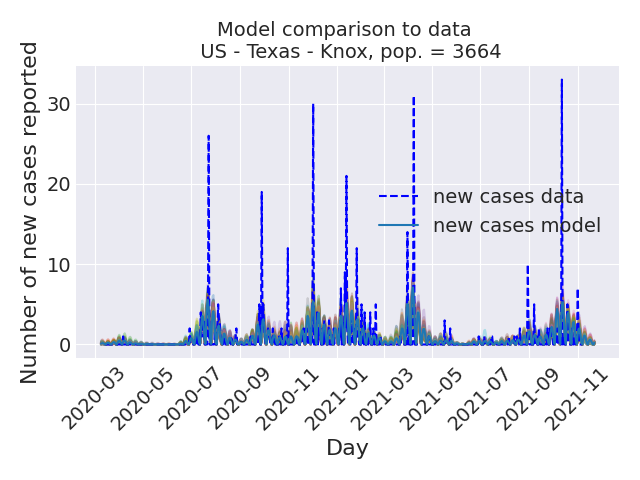 Model comparison to data
US - Texas - Knox, pop. = 3664
Number of new cases reported
30
20
10
0
new cases data
new cases model
2020-03
2020-05
2020-07
2020-09
2020-11
2021-01
2021-03
2021-05
2021-07
2021-09
2021-11
Day